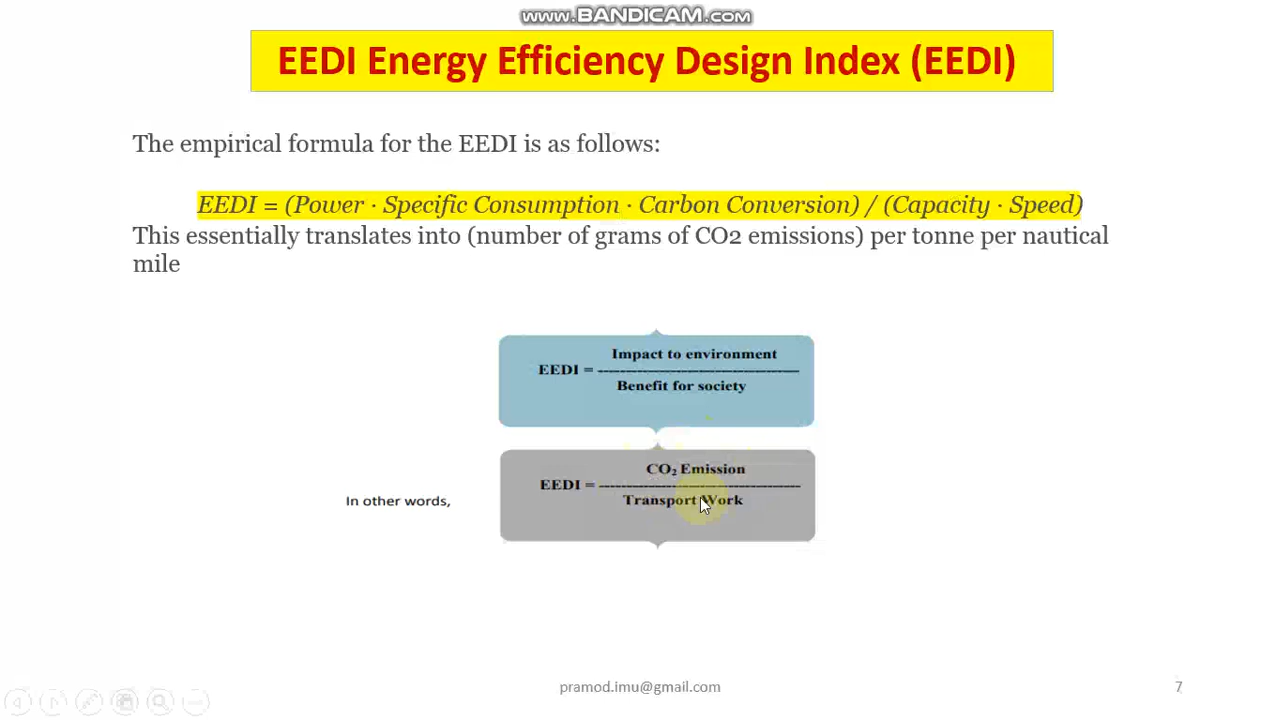 www.BANDICAM.com
EEDI Energy Efficiency Design Index (EEDI)
The empirical formula for the EEDI is as follows:
EEDI = (Power · Specific Consumption · Carbon Conversion) / (Capacity · Speed)
This essentially translates into (number of grams of CO2 emissions) per tonne per nautical
mile
Impact to environment
EEDI = ----------------------------------------
Benefit for society
CO₂ Emission
EEDI = ----------------------------------------
In other words,
Transport Work
pramod.imu@gmail.com
7